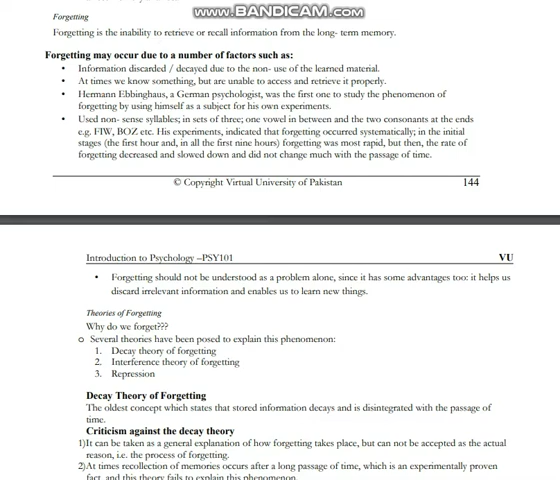 WWW.BANDICAM.COM
Forgetting
Forgetting is the inability to retrieve or recall information from the long- term memory.
Forgetting may occur due to a number of factors such as:
• Information discarded / decayed due to the non- use of the learned material.
• At times we know something, but are unable to access and retrieve it properly.
• Hermann Ebbinghaus, a German psychologist, was the first one to study the phenomenon of
forgetting by using himself as a subject for his own experiments.
• Used non- sense syllables; in sets of three; one vowel in between and the two consonants at the ends
e.g. FIW, BOZ etc. His experiments, indicated that forgetting occurred systematically; in the initial
stages (the first hour and, in all the first nine hours) forgetting was most rapid, but then, the rate of
forgetting decreased and slowed down and did not change much with the passage of time.
© Copyright Virtual University of Pakistan 144
Introduction to Psychology –PSY101 VU
• Forgetting should not be understood as a problem alone, since it has some advantages too: it helps us
discard irrelevant information and enables us to learn new things.
Theories of Forgetting
Why do we forget???
o Several theories have been posed to explain this phenomenon:
1. Decay theory of forgetting
2. Interference theory of forgetting
3. Repression
Decay Theory of Forgetting
The oldest concept which states that stored information decays and is disintegrated with the passage of
time.
Criticism against the decay theory
1)It can be taken as a general explanation of how forgetting takes place, but can not be accepted as the actual
reason, i.e. the process of forgetting.
2)At times recollection of memories occurs after a long passage of time, which is an experimentally proven
fact, and this theory fails to explain this phenomenon.